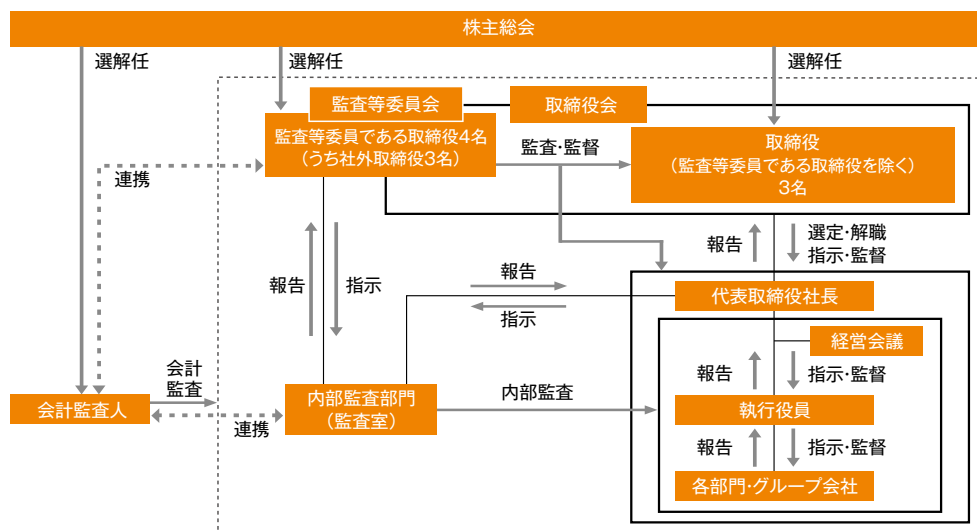 株主総会
選解任
選解任
選解任
監査等委員会
取締役会
監査等委員である取締役4名
（うち社外取締役3名）
監査・監督
取締役
（監査等委員である取締役を除く）
3名
連携
報告
選定・解職
指示・監督
報告
指示
報告
指示
代表取締役社長
経営会議
会計
監査
報告
指示・監督
会計監査人
内部監査部門
（監査室）
内部監査
執行役員
連携
報告
指示・監督
各部門・グループ会社